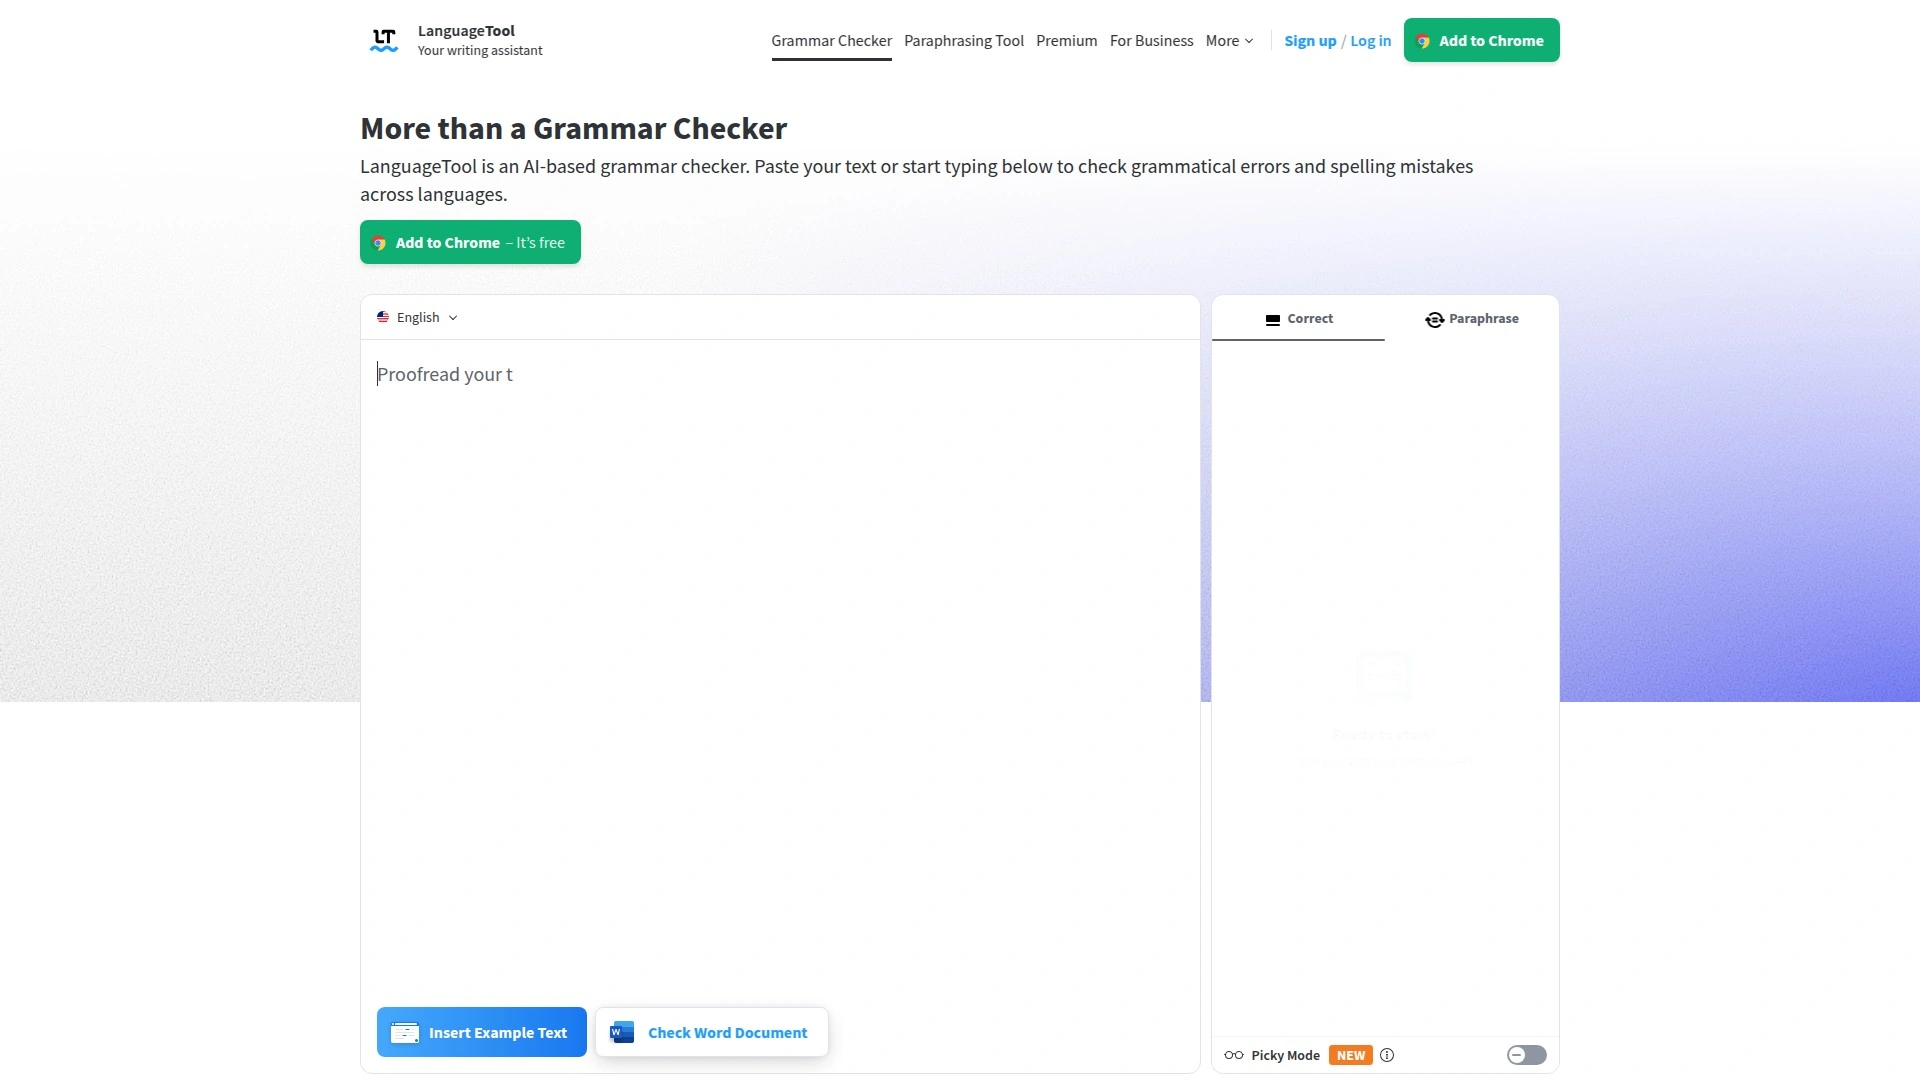 LanguageTool
Your writing assistant
Grammar Checker
Paraphrasing Tool
Premium
For Business
More
Sign up / Log in
Add to Chrome
More than a Grammar Checker
LanguageTool is an AI-based grammar checker. Paste your text or start typing below to check grammatical errors and spelling mistakes
across languages.
Add to Chrome – It's free
English
Correct
Paraphrase
Proofread your t
Insert Example Text
Check Word Document
Picky Mode
NEW